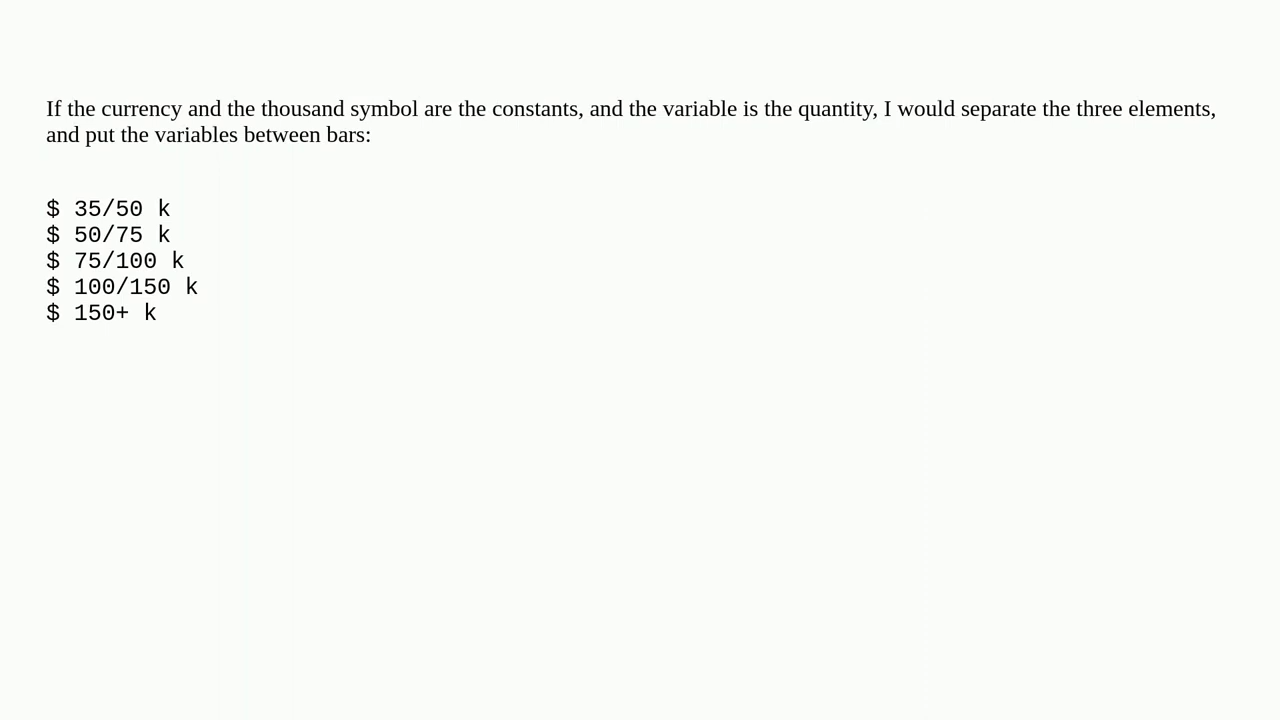 If the currency and the thousand symbol are the constants, and the variable is the quantity, I would separate the three elements,
and put the variables between bars:
$ 35/50 k
$ 50/75 k
$ 75/100 k
$ 100/150 k
$ 150+ k